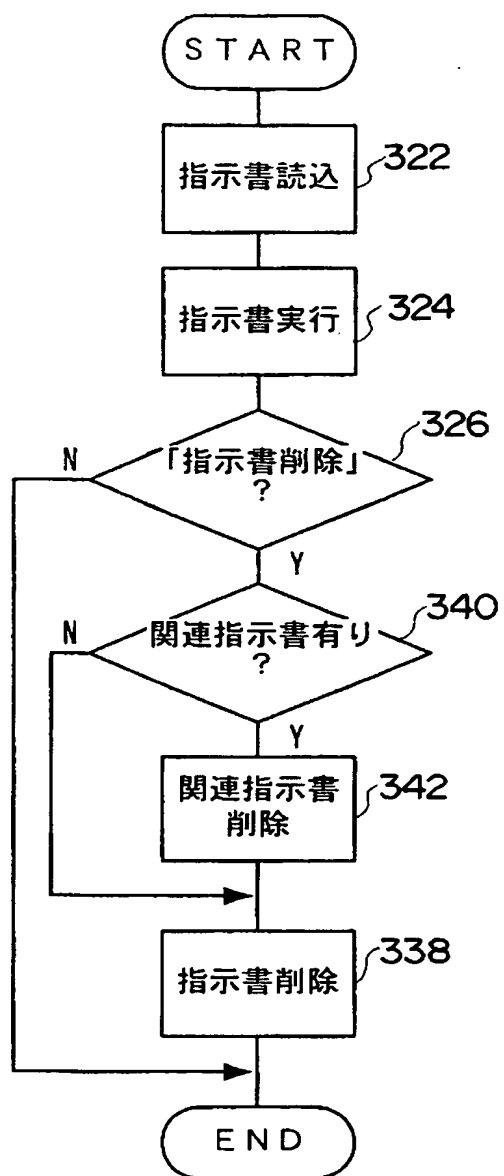 START
指示書読込
322
指示書実行
324
「指示書削除」
?
326
N
Y
関連指示書有り
?
340
N
Y
関連指示書
削除
342
指示書削除
338
END